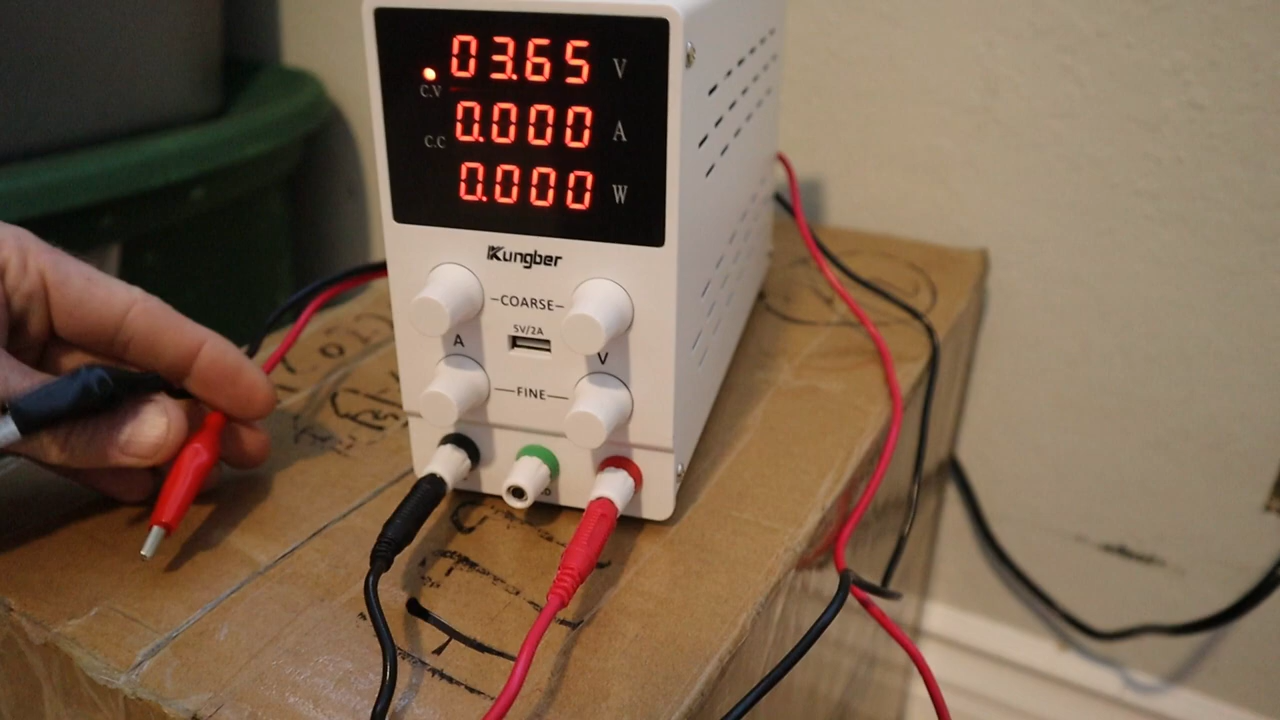 03.65 V
C.V
0.000 A
C.C
0.000 W
Kungber
COARSE
5V/2A
A
V
FINE